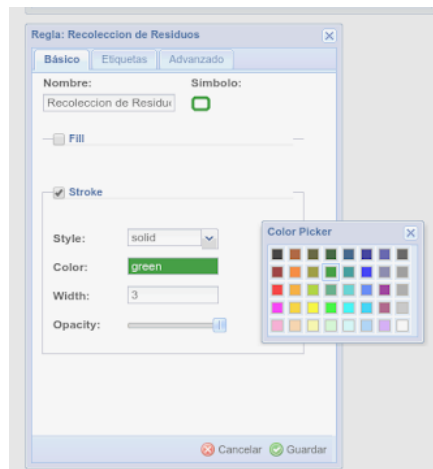 Regla: Recoleccion de Residuos
Básico Etiquetas Advanzado
Nombre: Símbolo:
Recoleccion de Residu
Fill
Stroke
Style: solid
Color Picker
Color: green
Width: 3
Opacity:
Cancelar Guardar